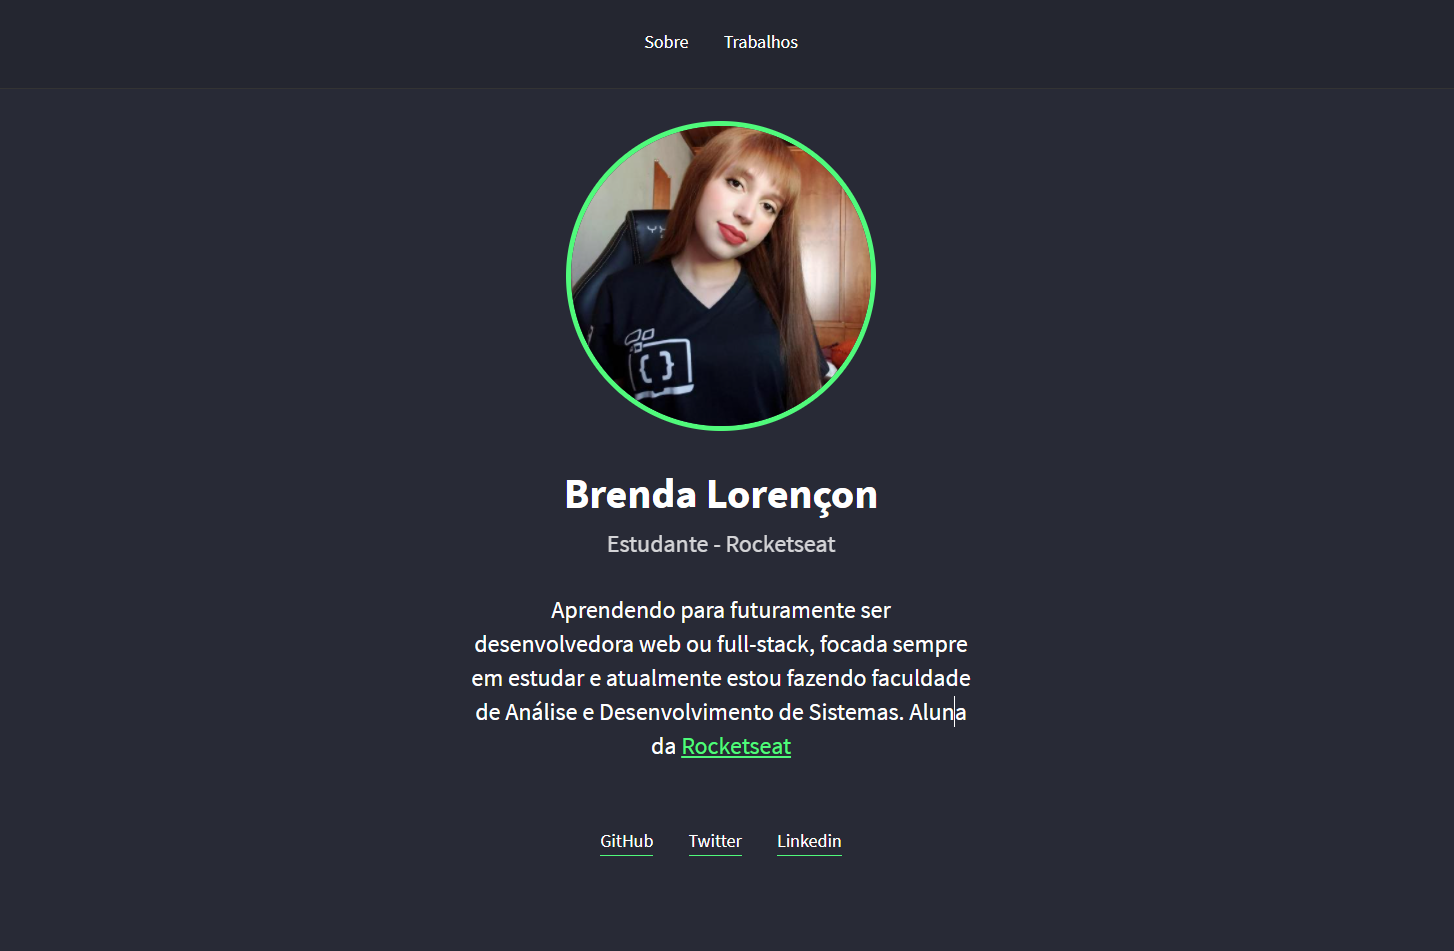 Sobre Trabalhos
Brenda Lorençon
Estudante - Rocketseat
Aprendendo para futuramente ser
desenvolvedora web ou full-stack, focada sempre
em estudar e atualmente estou fazendo faculdade
de Análise e Desenvolvimento de Sistemas. Aluna
da Rocketseat
GitHub Twitter Linkedin